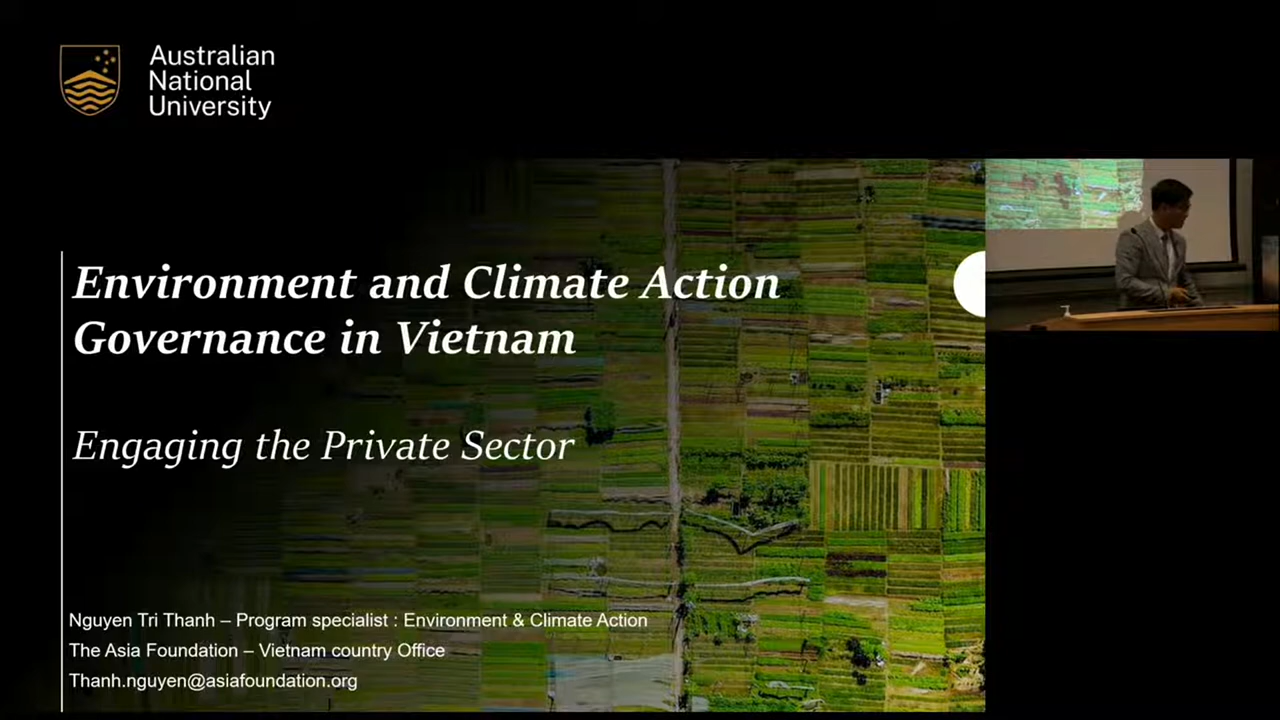 Australian
National
University
Environment and Climate Action
Governance in Vietnam
Engaging the Private Sector
Nguyen Tri Thanh – Program specialist : Environment & Climate Action
The Asia Foundation – Vietnam country Office
Thanh.nguyen@asiafoundation.org